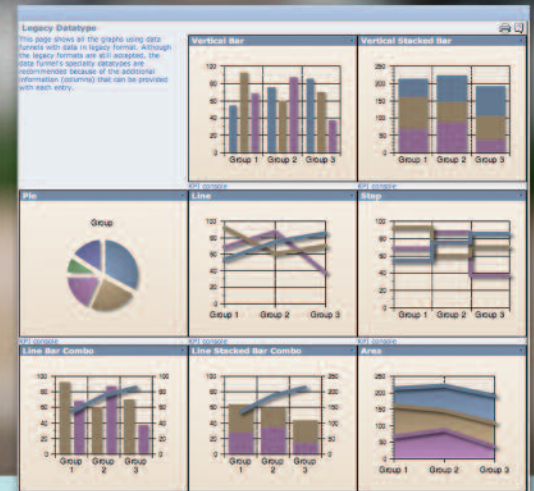 Legacy Datatype
This page shows all the graphs using data
funnels with data in legacy format. Although
the legacy formats are still accepted, the
data funnel's specialty datatypes are
recommended because of the additional
information (columns) that can be provided
with each entry.
Vertical Bar
100
80
60
40
20
0
Group 1 Group 2 Group 3
Vertical Stacked Bar
250
200
150
100
50
0
Group 1 Group 2 Group 3
KPI console
KPI console
Pie
Group
Line
100
80
60
40
20
0
Group 1 Group 2 Group 3
Step
100
80
60
40
20
0
Group 1 Group 2 Group 3
KPI console
KPI console
KPI console
Line Bar Combo
100 100
80 80
60 60
40 40
20 20
0 0
Group Group Group
1 2 3
Line Stacked Bar Combo
100 250
80 200
60 150
40 100
20 50
0 0
Group Group Group
1 2 3
Area
250
200
150
100
50
0
Group 1 Group 2 Group 3